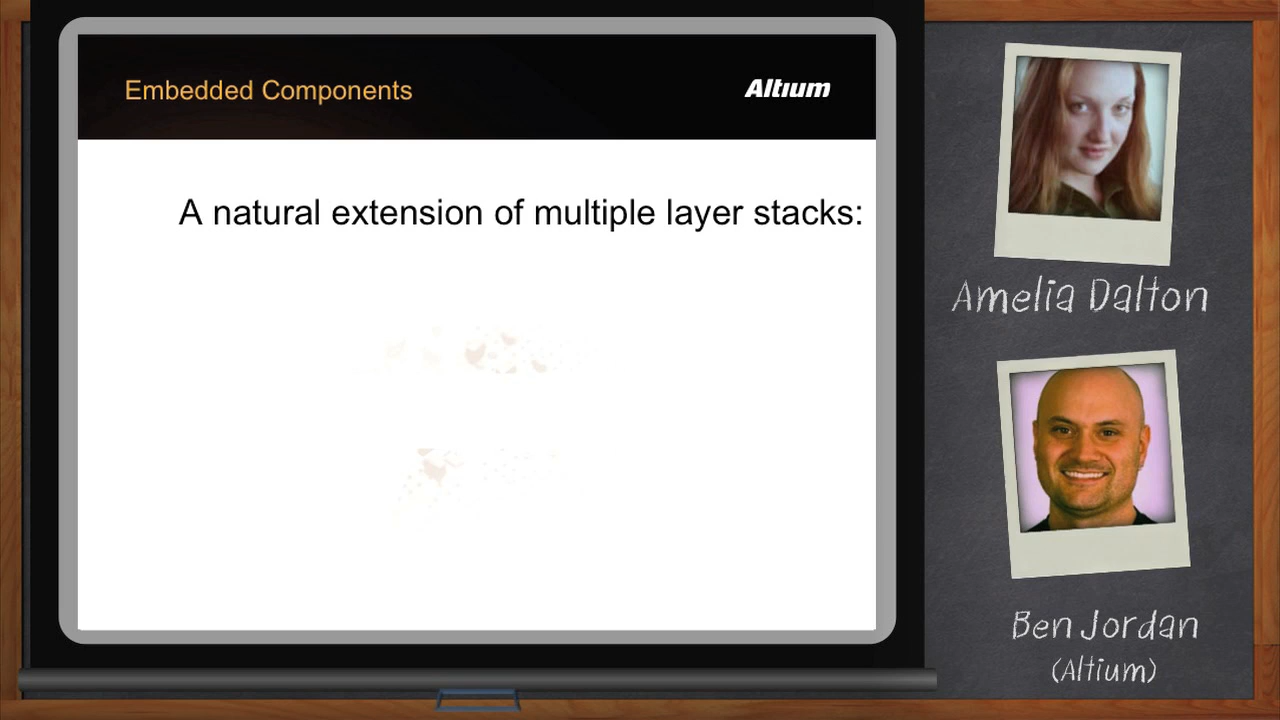 Embedded Components
Altium
A natural extension of multiple layer stacks:
Amelia Dalton
Ben Jordan
(Altium)